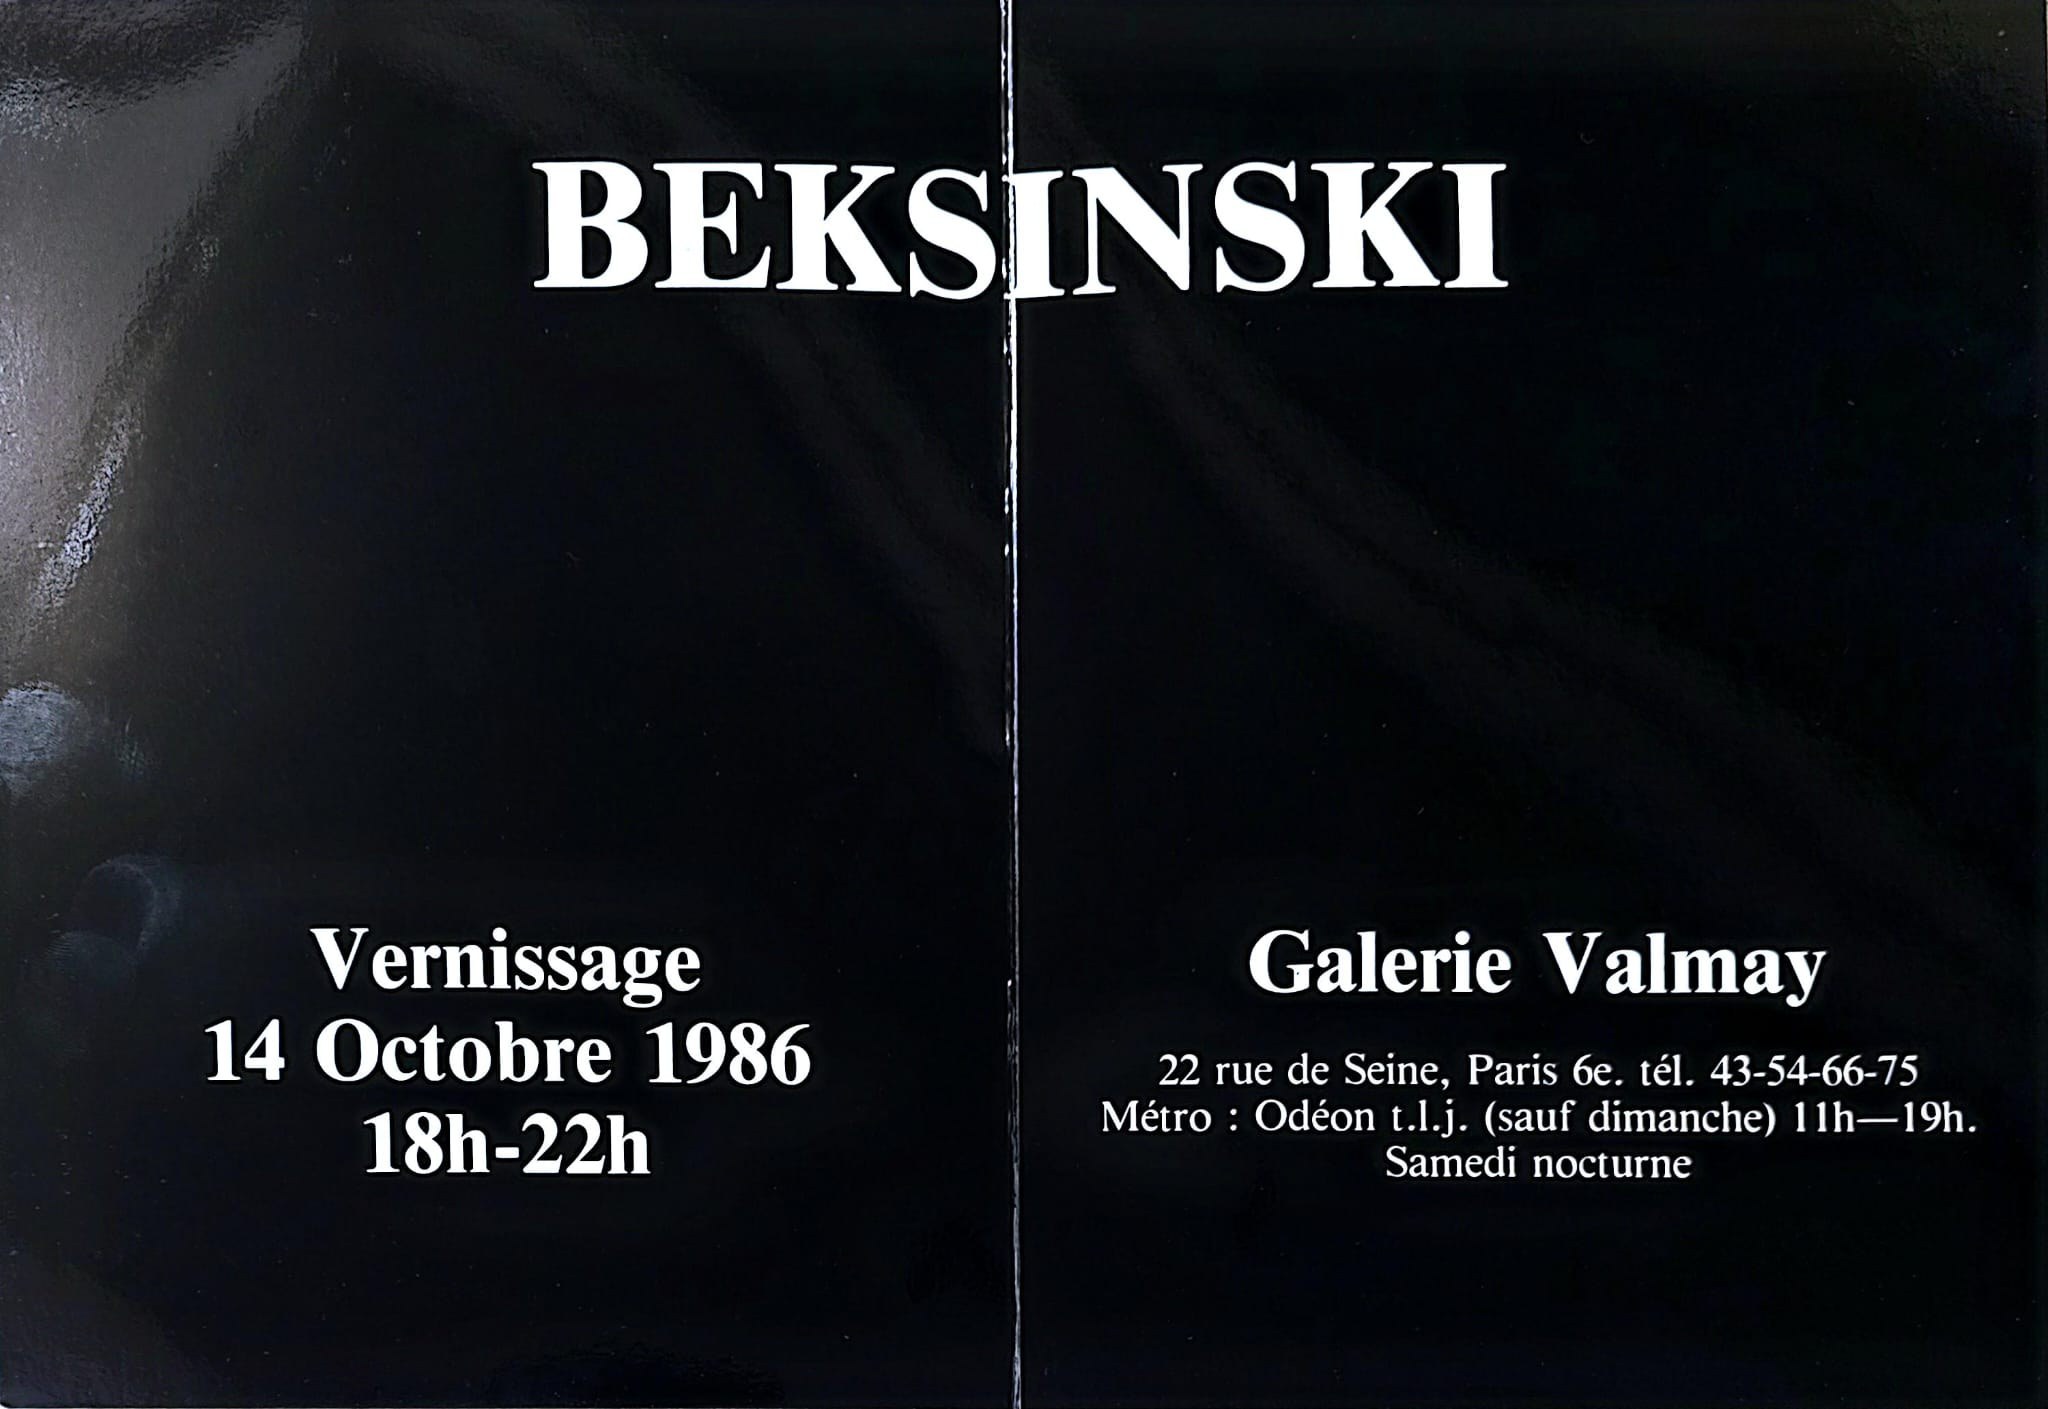 BEKSINSKI
Vernissage
14 Octobre 1986
18h-22h
Galerie Valmay
22 rue de Seine, Paris 6e. tél. 43-54-66-75
Métro : Odéon t.l.j. (sauf dimanche) 11h—19h.
Samedi nocturne